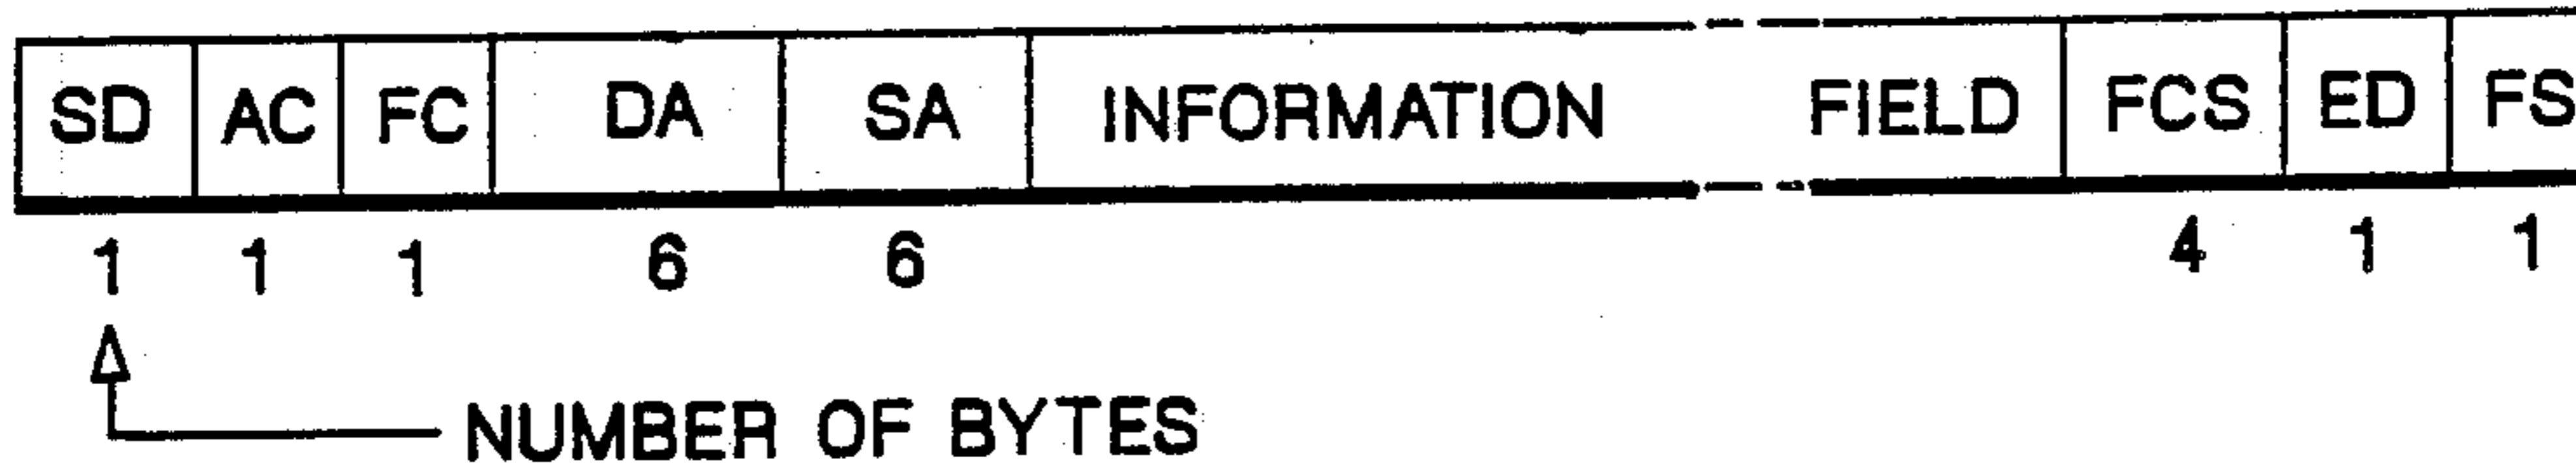 SD AC FC DA SA INFORMATION FIELD FCS ED FS
1 1 1 6 6 4 1 1
NUMBER OF BYTES